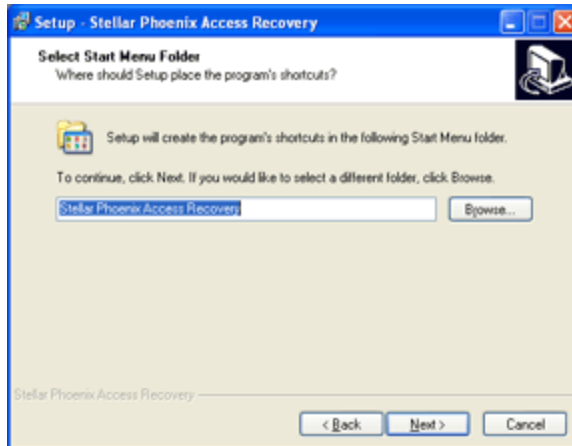 Setup - Stellar Phoenix Access Recovery
Select Start Menu Folder
Where should Setup place the program's shortcuts?
Setup will create the program's shortcuts in the following Start Menu folder.
To continue, click Next. If you would like to select a different folder, click Browse.
Stellar Phoenix Access Recovery
Browse...
Stellar Phoenix Access Recovery
< Back
Next >
Cancel